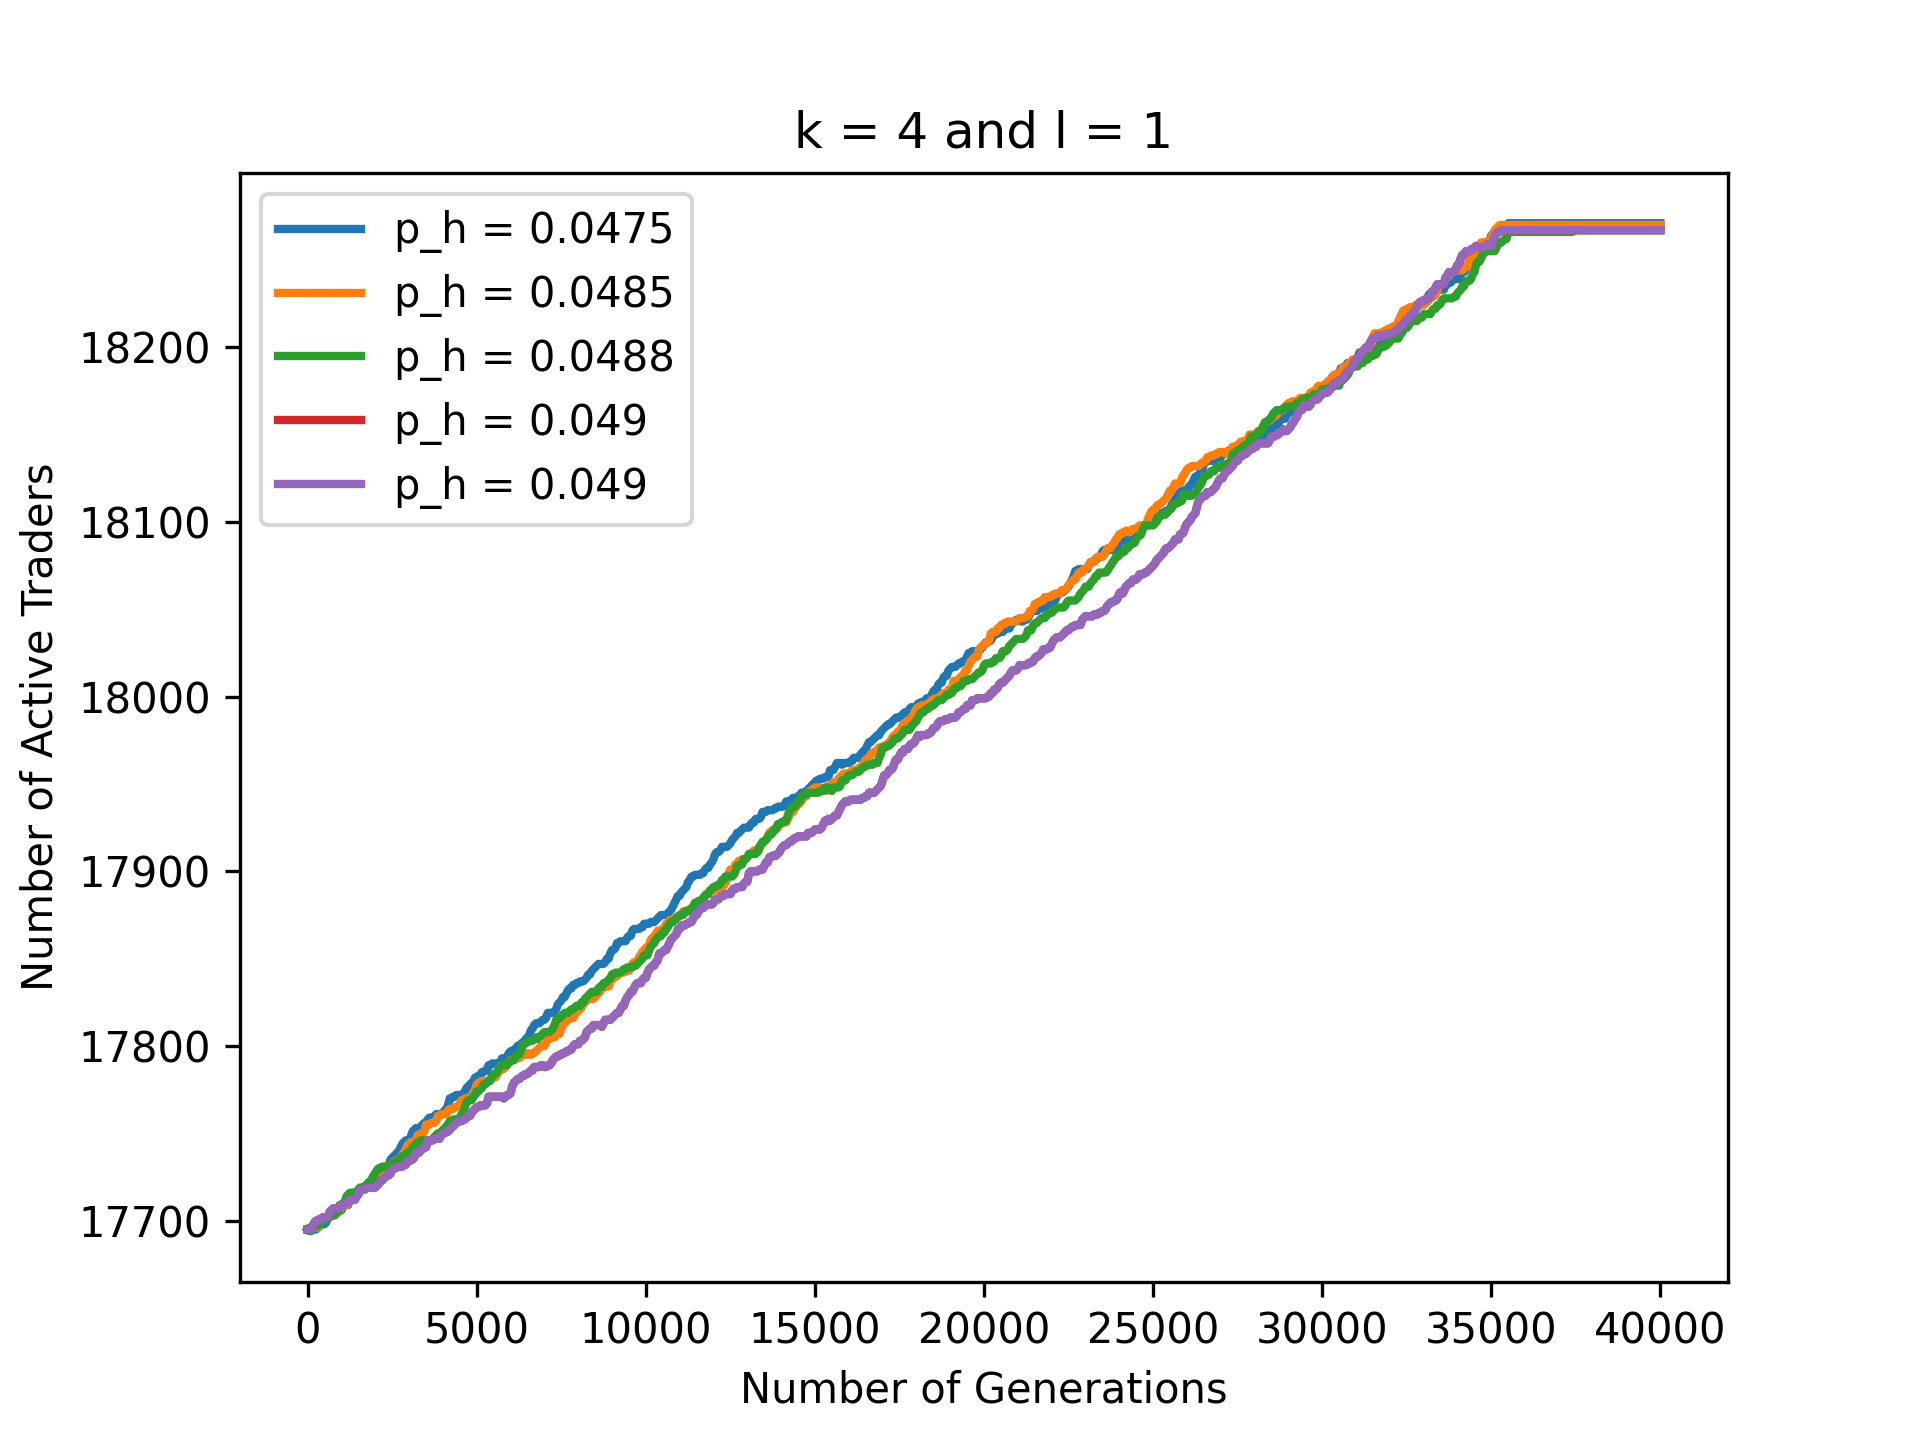 k = 4 and l = 1
p_h = 0.0475
p_h = 0.0485
p_h = 0.0488
p_h = 0.049
p_h = 0.049
Number of Active Traders
18200
18100
18000
17900
17800
17700
0 5000 10000 15000 20000 25000 30000 35000 40000
Number of Generations